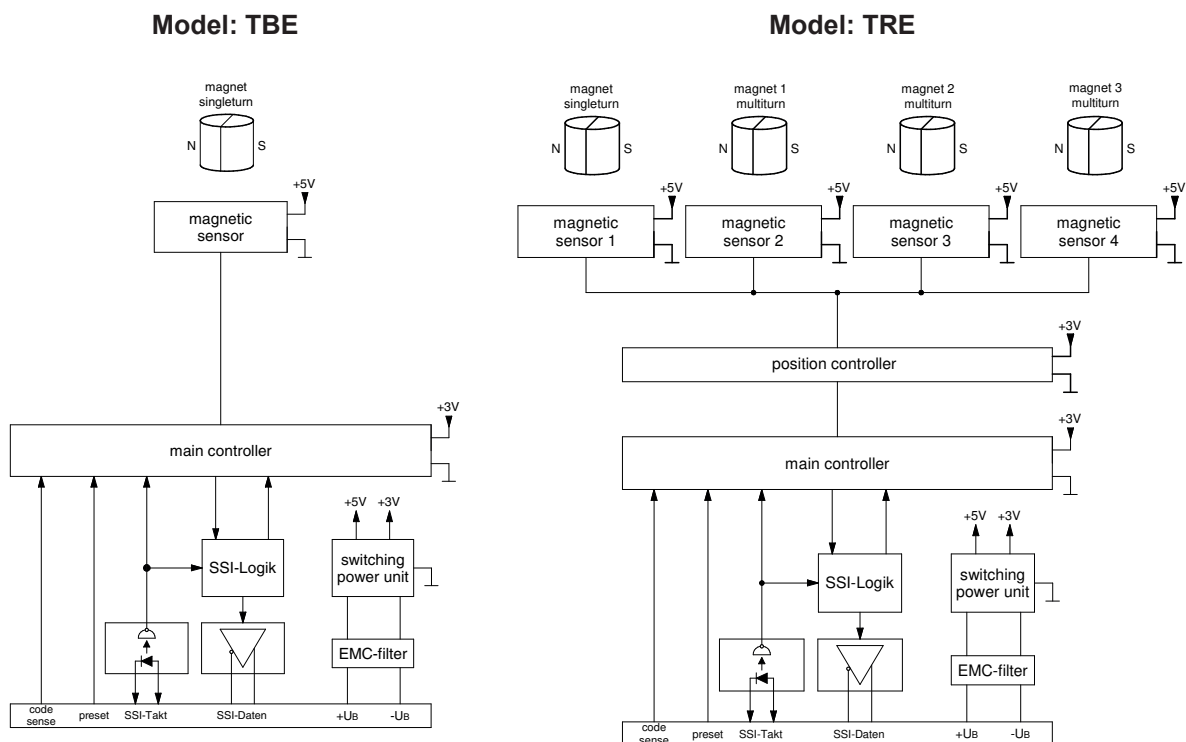 Model: TBE
magnet
singleturn
N
S
+5V
magnetic
sensor
+3V
main controller
+5V
+3V
SSI-Logik
switching
power unit
EMC-filter
code
sense
preset
SSI-Takt
SSI-Daten
+UB
-UB
Model: TRE
magnet
singleturn
magnet 1
multiturn
magnet 2
multiturn
magnet 3
multiturn
N
S
N
S
N
S
N
S
+5V
+5V
+5V
+5V
magnetic
sensor 1
magnetic
sensor 2
magnetic
sensor 3
magnetic
sensor 4
+3V
position controller
+3V
main controller
+5V
+3V
SSI-Logik
switching
power unit
EMC-filter
code
sense
preset
SSI-Takt
SSI-Daten
+UB
-UB